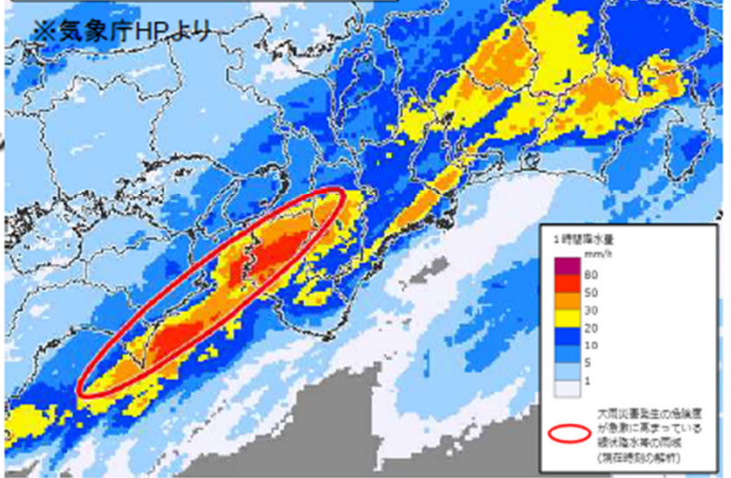 ※気象庁HPより
1時間降水量
mm/h
80
50
30
20
10
5
1
大雨災害発生の危険度
が急激に高まっている
線状降水帯の雨域
(現在時刻の解析)